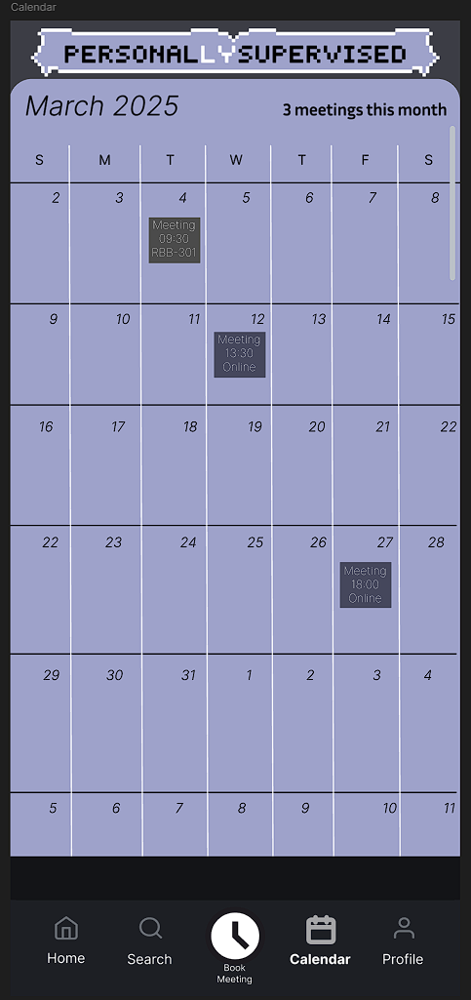 Calendar
PERSONALLYSUPERVISED
March 2025 3 meetings this month
S M T W T F S
2 3 4 5 6 7 8
Meeting
09:30
RBB-301
9 10 11 12 13 14 15
Meeting
13:30
Online
16 17 18 19 20 21 22
22 23 24 25 26 27 28
Meeting
18:00
Online
29 30 31 1 2 3 4
5 6 7 8 9 10 11
Home Search Book Meeting Calendar Profile